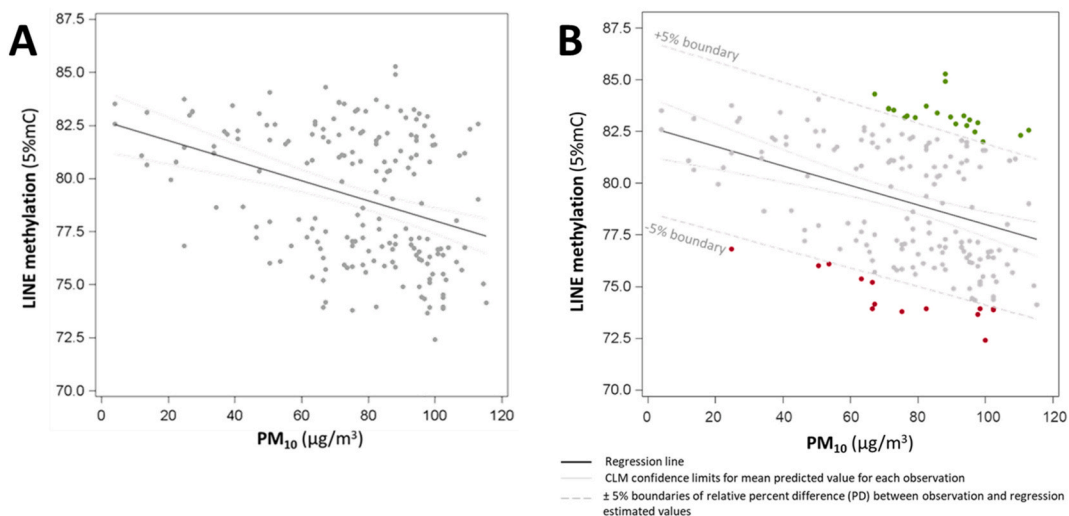 A
B
87.5
85.0
82.5
80.0
77.5
75.0
72.5
70.0
LINE methylation (5%mC)
0 20 40 60 80 100 120
PM10 (µg/m³)
87.5
85.0
82.5
80.0
77.5
75.0
72.5
70.0
LINE methylation (5%mC)
+5% boundary
-5% boundary
0 20 40 60 80 100 120
PM10 (µg/m³)
Regression line
CLM confidence limits for mean predicted value for each observation
± 5% boundaries of relative percent difference (PD) between observation and regression
estimated values